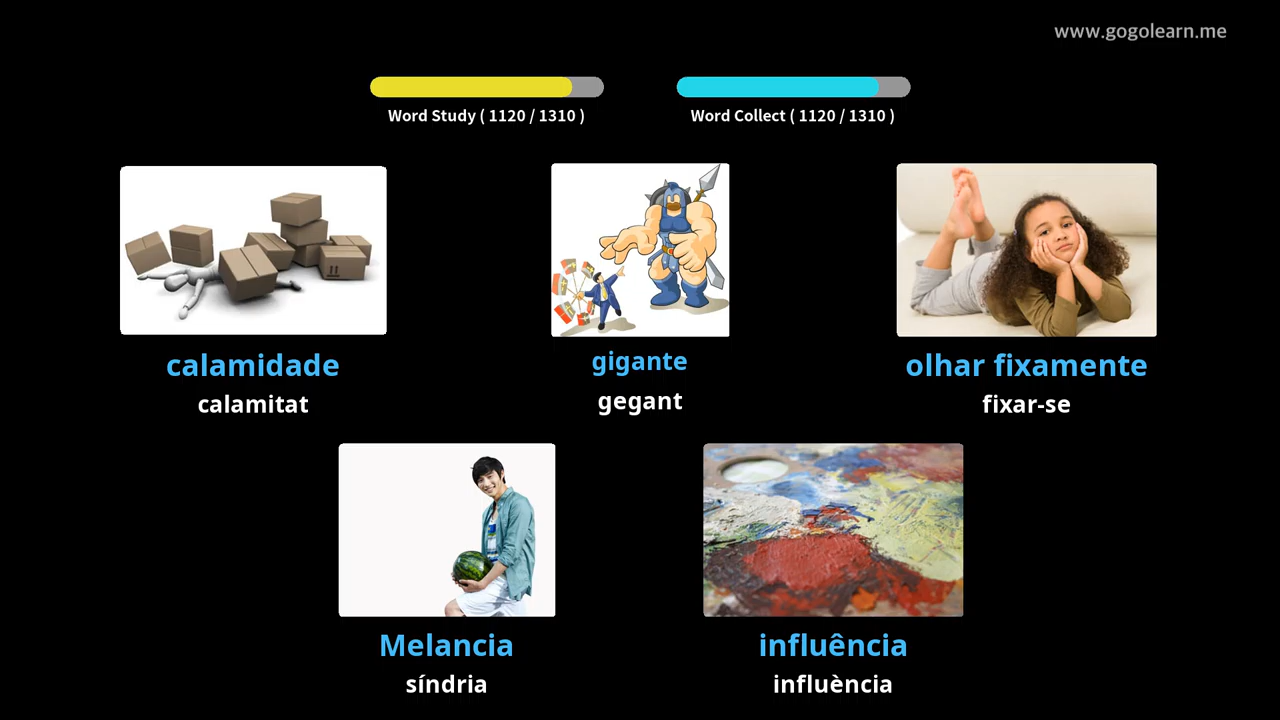 www.gogolearn.me
Word Study ( 1120 / 1310 )
Word Collect ( 1120 / 1310 )
calamidade
calamitat
gigante
gegant
olhar fixamente
fixar-se
Melancia
síndria
influência
influència